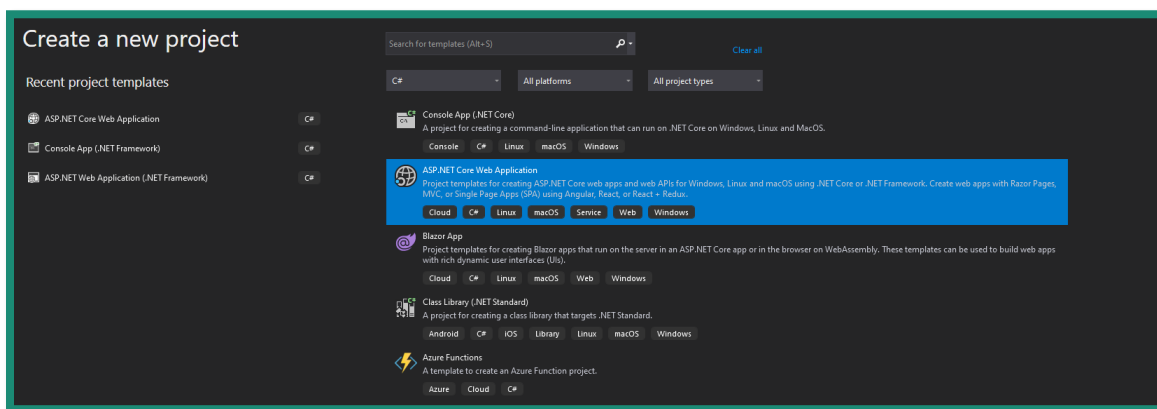 Create a new project
Recent project templates
ASP.NET Core Web Application C#
Console App (.NET Framework) C#
ASP.NET Web Application (.NET Framework) C#
Search for templates (Alt+S)
Clear all
C# All platforms All project types
Console App (.NET Core)
A project for creating a command-line application that can run on .NET Core on Windows, Linux and MacOS.
Console C# Linux macOS Windows
ASP.NET Core Web Application
Project templates for creating ASP.NET Core web apps and web APIs for Windows, Linux and macOS using .NET Core or .NET Framework. Create web apps with Razor Pages,
MVC, or Single Page Apps (SPA) using Angular, React, or React + Redux.
Cloud C# Linux macOS Service Web Windows
Blazor App
Project templates for creating Blazor apps that run on the server in an ASP.NET Core app or in the browser on WebAssembly. These templates can be used to build web apps
with rich dynamic user interfaces (UIs).
Cloud C# Linux macOS Web Windows
Class Library (.NET Standard)
A project for creating a class library that targets .NET Standard.
Android C# iOS Library Linux macOS Windows
Azure Functions
A template to create an Azure Function project.
Azure Cloud C#